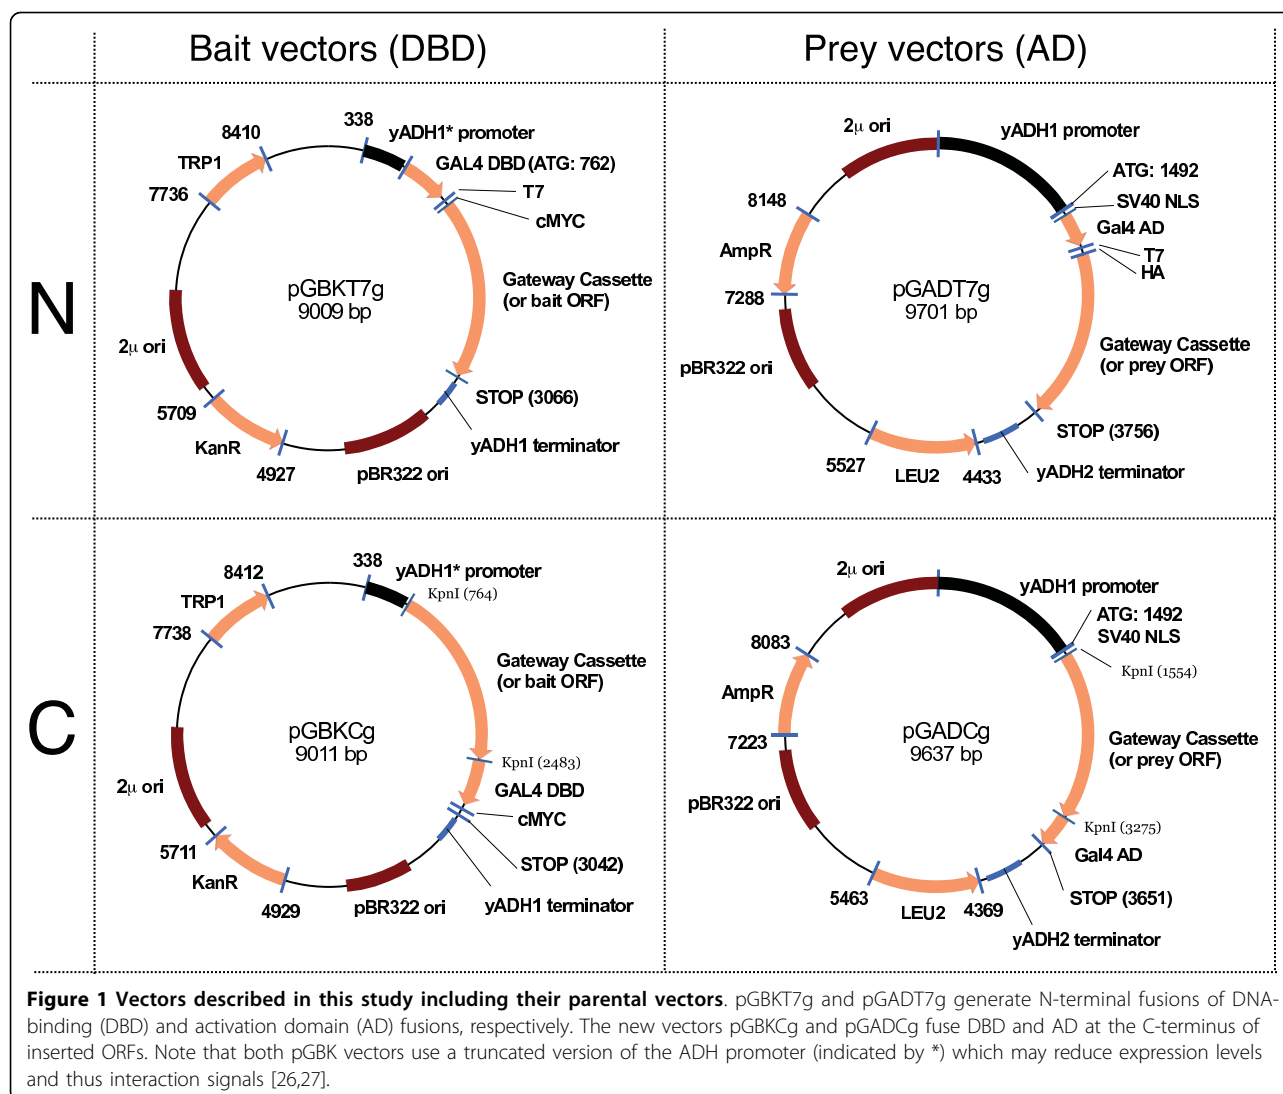 Bait vectors (DBD)
Prey vectors (AD)
N
338
yADH1* promoter
8410
TRP1
GAL4 DBD (ATG: 762)
T7
cMYC
7736
pGBKT7g
9009 bp
Gateway Cassette
(or bait ORF)
2μ ori
STOP (3066)
5709
KanR
yADH1 terminator
4927
pBR322 ori
2μ ori
yADH1 promoter
ATG: 1492
8148
SV40 NLS
Gal4 AD
AmpR
T7
HA
7288
pGADT7g
9701 bp
Gateway Cassette
(or prey ORF)
pBR322 ori
STOP (3756)
5527
LEU2
4433
yADH2 terminator
C
338
yADH1* promoter
8412
KpnI (764)
TRP1
7738
Gateway Cassette
(or bait ORF)
pGBKCg
9011 bp
KpnI (2483)
2μ ori
GAL4 DBD
cMYC
5711
STOP (3042)
KanR
4929
pBR322 ori
yADH1 terminator
2μ ori
yADH1 promoter
ATG: 1492
SV40 NLS
8083
KpnI (1554)
AmpR
7223
pGADCg
9637 bp
Gateway Cassette
(or prey ORF)
pBR322 ori
KpnI (3275)
Gal4 AD
5463
LEU2
4369
STOP (3651)
yADH2 terminator
Figure 1 Vectors described in this study including their parental vectors. pGBKT7g and pGADT7g generate N-terminal fusions of DNA-
binding (DBD) and activation domain (AD) fusions, respectively. The new vectors pGBKCg and pGADCg fuse DBD and AD at the C-terminus of
inserted ORFs. Note that both pGBK vectors use a truncated version of the ADH promoter (indicated by *) which may reduce expression levels
and thus interaction signals [26,27].